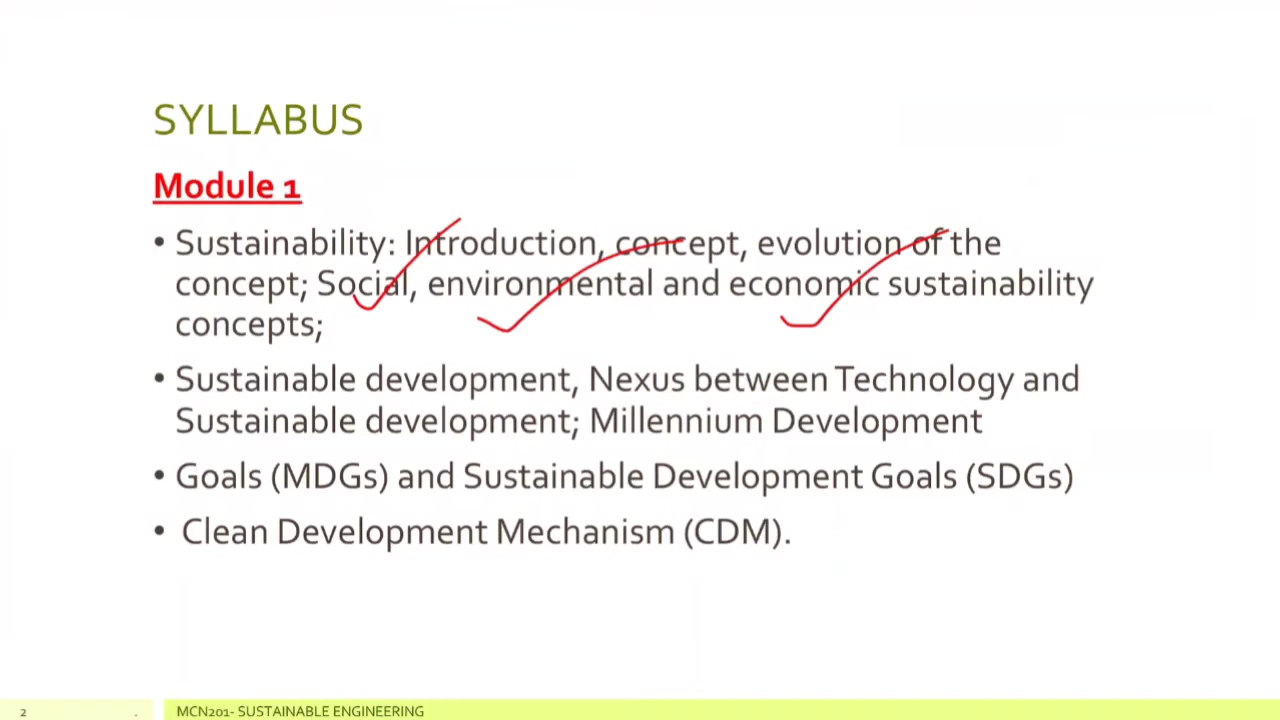 SYLLABUS
Module 1
• Sustainability: Introduction, concept, evolution of the
concept; Social, environmental and economic sustainability
concepts;
• Sustainable development, Nexus between Technology and
Sustainable development; Millennium Development
• Goals (MDGs) and Sustainable Development Goals (SDGs)
• Clean Development Mechanism (CDM).
2 . MCN201- SUSTAINABLE ENGINEERING